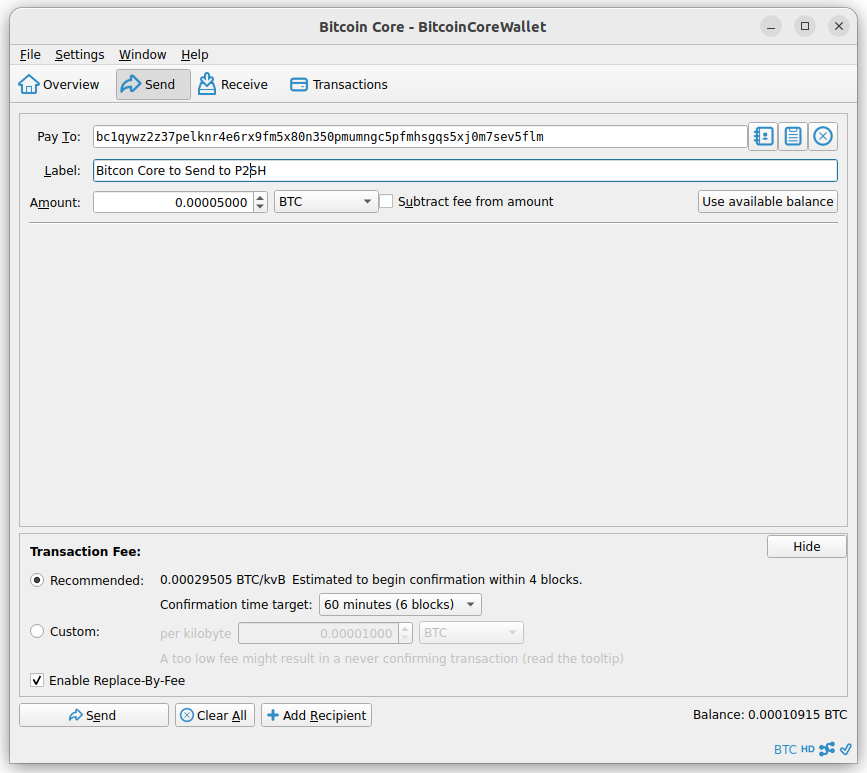 Bitcoin Core - BitcoinCoreWallet
File Settings Window Help
Overview Send Receive Transactions
Pay To: bc1qywz2z37pelknr4e6rx9fm5x80n350pmumngc5pfmhsgqs5xj0m7sev5flm
Label: Bitcon Core to Send to P2SH
Amount: 0.00005000 BTC Subtract fee from amount Use available balance
Transaction Fee: Hide
Recommended: 0.00029505 BTC/kvB Estimated to begin confirmation within 4 blocks.
Confirmation time target: 60 minutes (6 blocks)
Custom: per kilobyte 0.00001000 BTC
A too low fee might result in a never confirming transaction (read the tooltip)
Enable Replace-By-Fee
Send Clear All Add Recipient Balance: 0.00010915 BTC
BTC HD